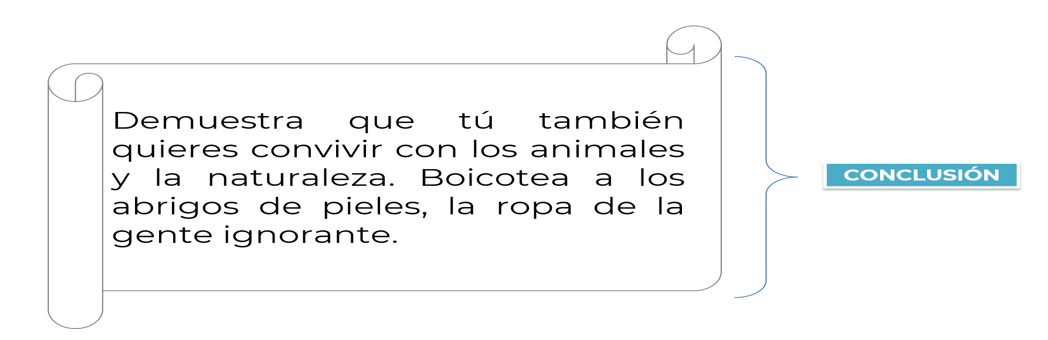 Demuestra que tú también
quieres convivir con los animales
y la naturaleza. Boicotea a los
abrigos de pieles, la ropa de la
gente ignorante.
CONCLUSIÓN